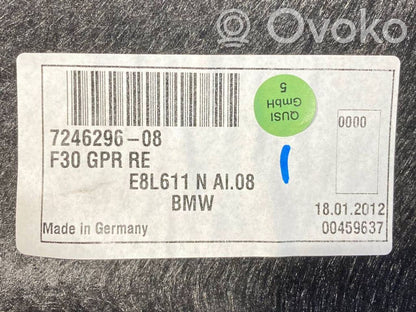 Ovoko
QUSI
GmbH
5
0000
7246296-08
F30 GPR RE
E8L611 N AI.08
BMW
18.01.2012
Made in Germany
00459637